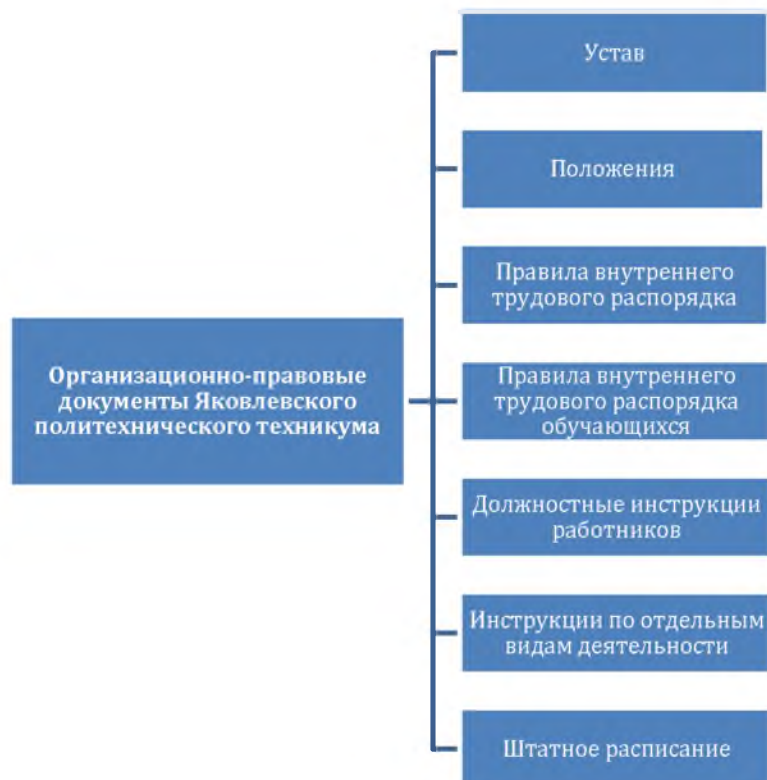 Устав
Положения
Правила внутреннего
трудового распорядка
Организационно-правовые
документы Яковлевского
политехнического техникума
Правила внутреннего
трудового распорядка
обучающихся
Должностные инструкции
работников
Инструкции по отдельным
видам деятельности
Штатное расписание